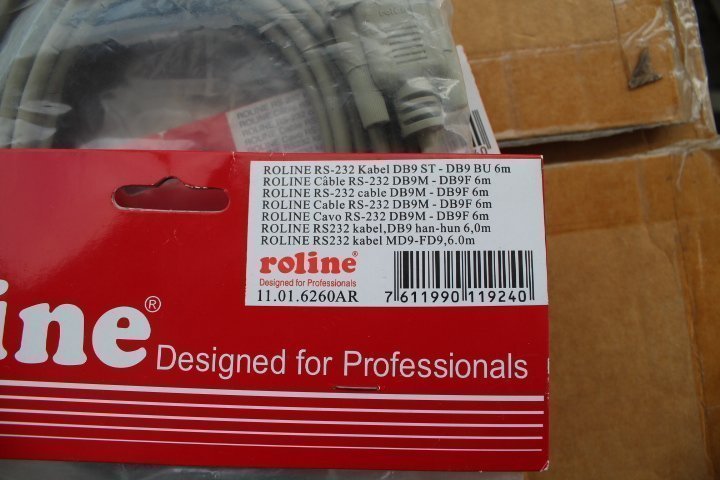 roline
ROLINE RS
ROLINE RS-232 Kabel DB9 ST - DB9 BU 6m
ROLINE Câble RS-232 DB9M - DB9F 6m
ROLINE RS-232 cable DB9M - DB9F 6m
ROLINE Cable RS-232 DB9M - DB9F 6m
ROLINE Cavo RS-232 DB9M - DB9F 6m
ROLINE RS232 kabel,DB9 han-hun 6,0m
ROLINE RS232 kabel MD9-FD9,6.0m
roline®
Designed for Professionals
11.01.6260AR
7 611990 119240
ine®
Designed for Professionals